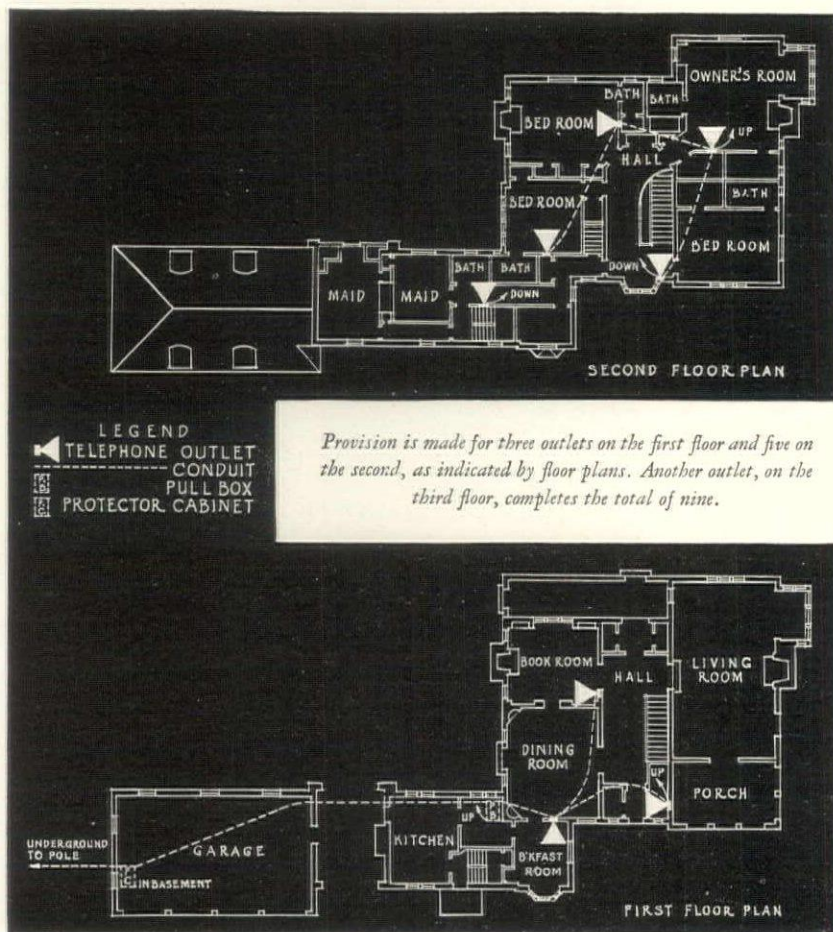 OWNER'S ROOM
BATH
BATH
BED ROOM
UP
HALL
BED ROOM
BATH
BED ROOM
DOWN
BATH
BATH
MAID
MAID
DOWN
SECOND FLOOR PLAN
LEGEND
TELEPHONE OUTLET
CONDUIT
PULL BOX
PROTECTOR CABINET
Provision is made for three outlets on the first floor and five on
the second, as indicated by floor plans. Another outlet, on the
third floor, completes the total of nine.
BOOK ROOM
HALL
LIVING
ROOM
DINING
ROOM
UP
PORCH
UP
B
KITCHEN
B'KFAST
ROOM
UNDERGROUND
TO POLE
GARAGE
IN BASEMENT
FIRST FLOOR PLAN